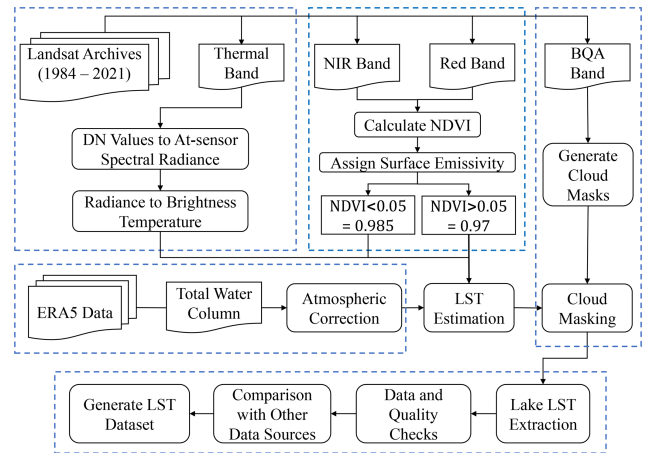 Landsat Archives
(1984 – 2021)
Thermal
Band
NIR Band
Red Band
BQA
Band
DN Values to At-sensor
Spectral Radiance
Radiance to Brightness
Temperature
Calculate NDVI
Assign Surface Emissivity
NDVI<0.05
= 0.985
NDVI>0.05
= 0.97
Generate
Cloud
Masks
ERA5 Data
Total Water
Column
Atmospheric
Correction
LST
Estimation
Cloud
Masking
Generate LST
Dataset
Comparison
with Other
Data Sources
Data and
Quality
Checks
Lake LST
Extraction